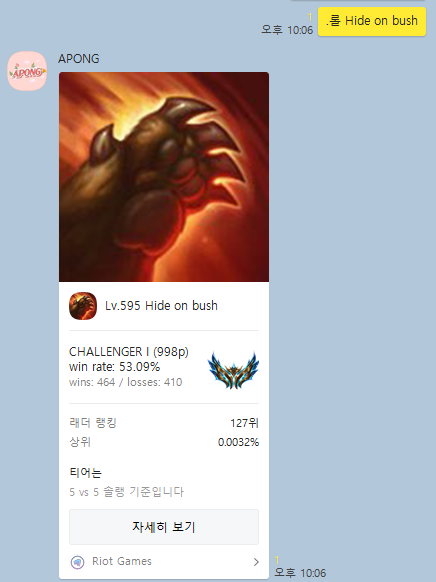 1
오후 10:06
.롤 Hide on bush
APONG
APONG
Lv.595 Hide on bush
CHALLENGER I (998p)
win rate: 53.09%
wins: 464 / losses: 410
래더 랭킹 127위
상위 0.0032%
티어는
5 vs 5 솔랭 기준입니다
자세히 보기
Riot Games
1
오후 10:06